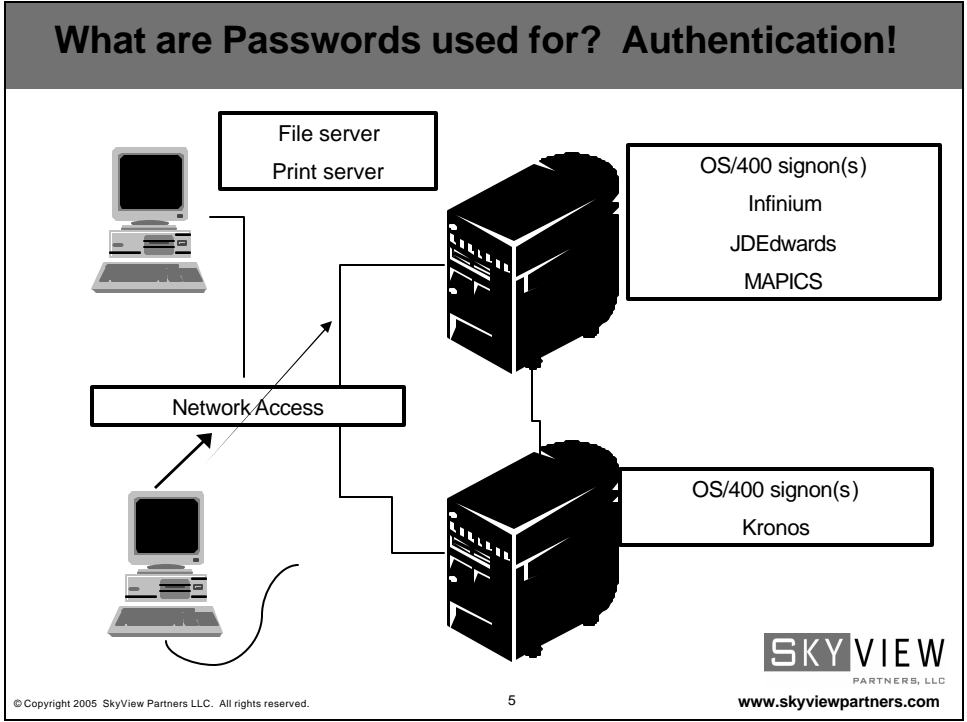 What are Passwords used for? Authentication!
File server
Print server
OS/400 signon(s)
Infinium
JDEdwards
MAPICS
Network Access
OS/400 signon(s)
Kronos
SKYVIEW
PARTNERS, LLC
© Copyright 2005 SkyView Partners LLC. All rights reserved.
5
www.skyviewpartners.com